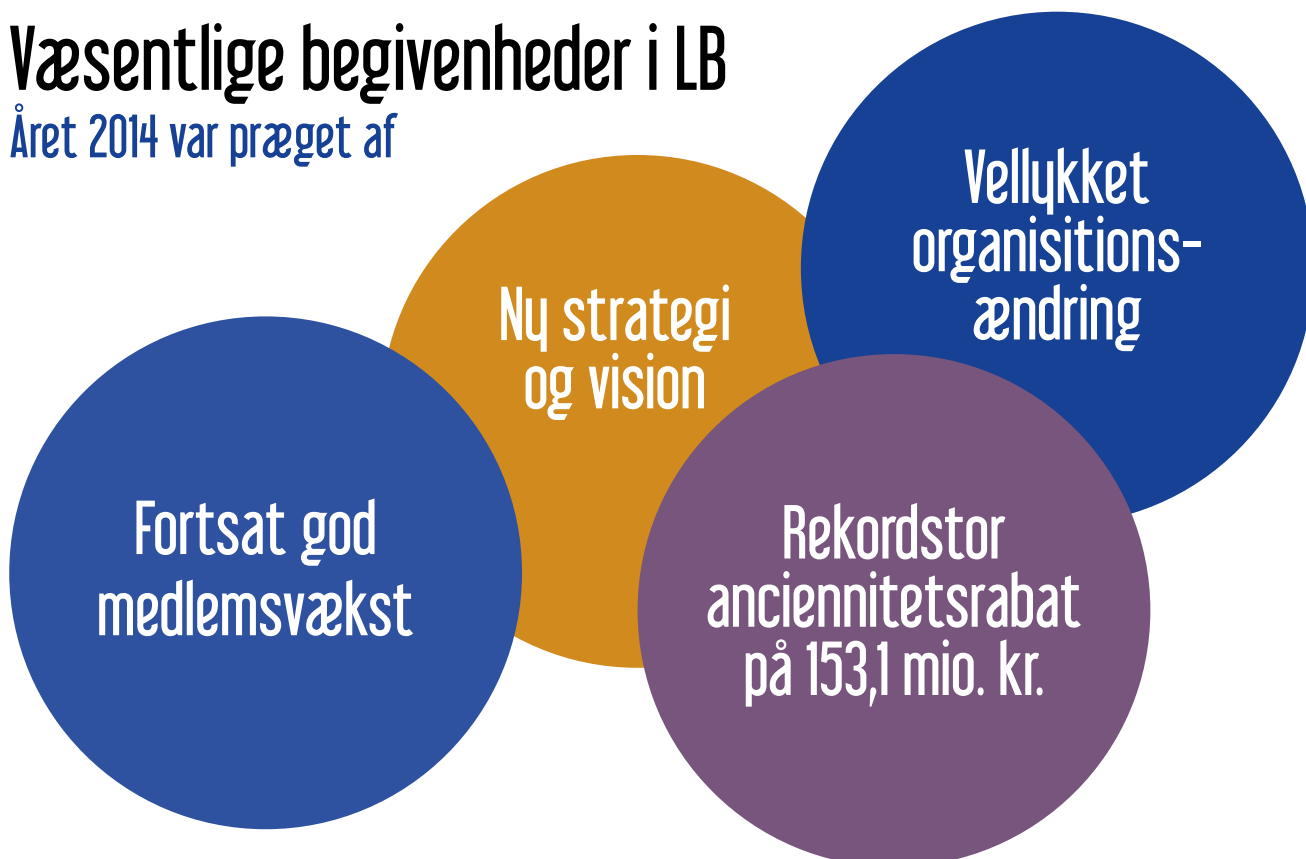 Væsentlige begivenheder i LB
Året 2014 var præget af
Vellykket
organisitions-
ændring
Ny strategi
og vision
Fortsat god
medlemsvækst
Rekordstor
anciennitetsrabat
på 153,1 mio. kr.